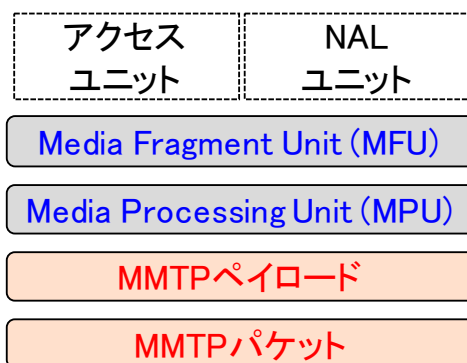 アクセス
ユニット
NAL
ユニット
Media Fragment Unit (MFU)
Media Processing Unit (MPU)
MMTPペイロード
MMTPパケット